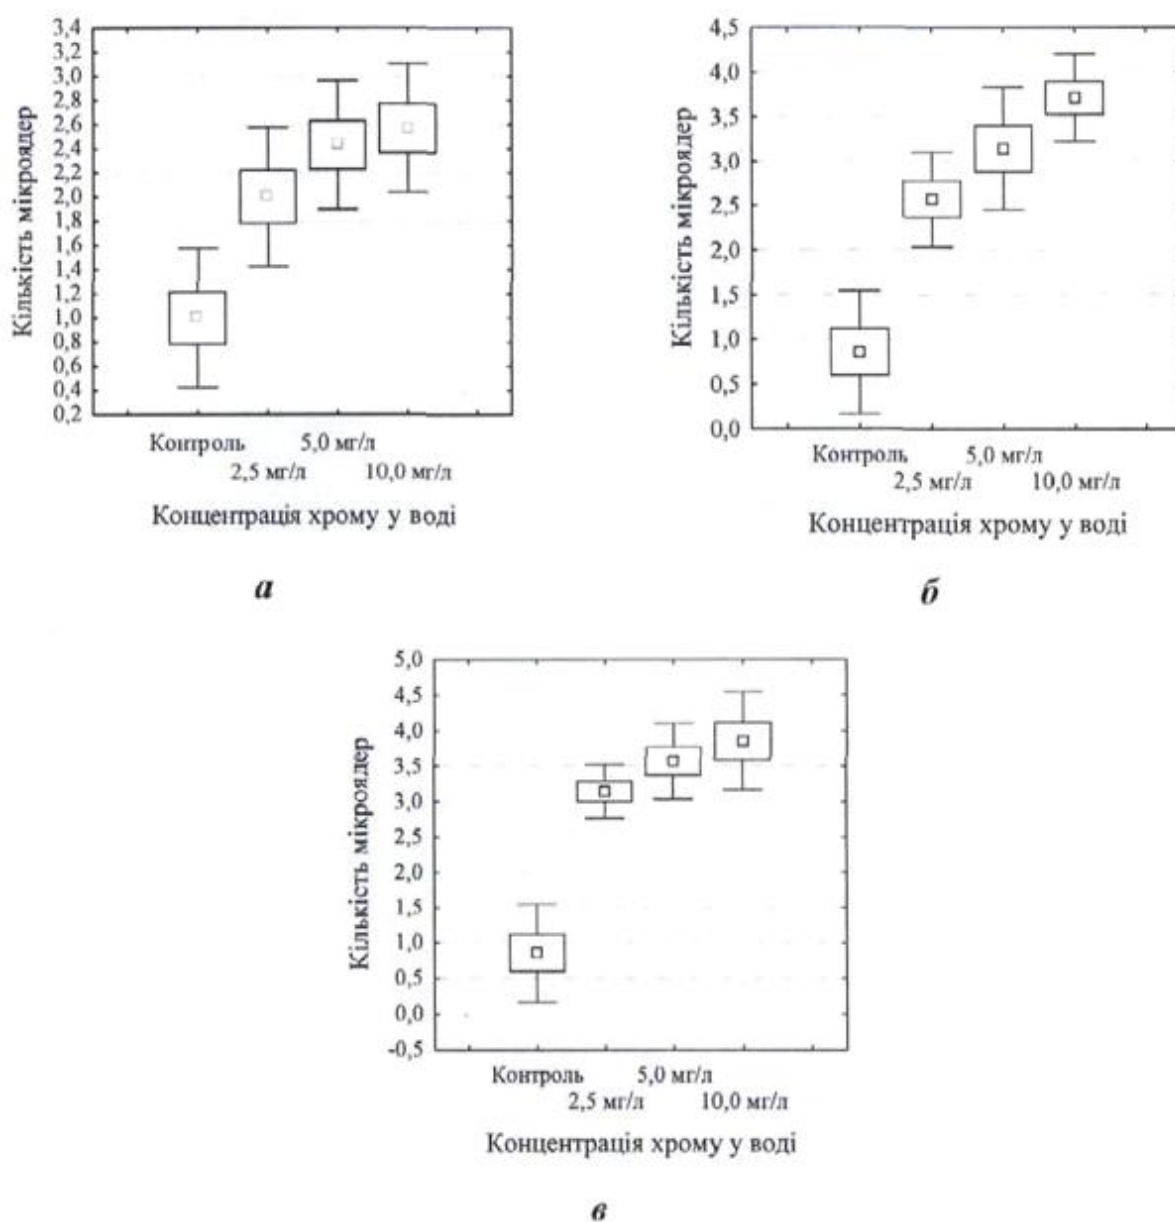 Кількість мікроядер
3,4
3,2
3,0
2,8
2,6
2,4
2,2
2,0
1,8
1,6
1,4
1,2
1,0
0,8
0,6
0,4
0,2
Контроль 5,0 мг/л
2,5 мг/л 10,0 мг/л
Концентрація хрому у воді
а
Кількість мікроядер
4,5
4,0
3,5
3,0
2,5
2,0
1,5
1,0
0,5
0,0
Контроль 5,0 мг/л
2,5 мг/л 10,0 мг/л
Концентрація хрому у воді
б
Кількість мікроядер
5,0
4,5
4,0
3,5
3,0
2,5
2,0
1,5
1,0
0,5
0,0
-0,5
Контроль 5,0 мг/л
2,5 мг/л 10,0 мг/л
Концентрація хрому у воді
в